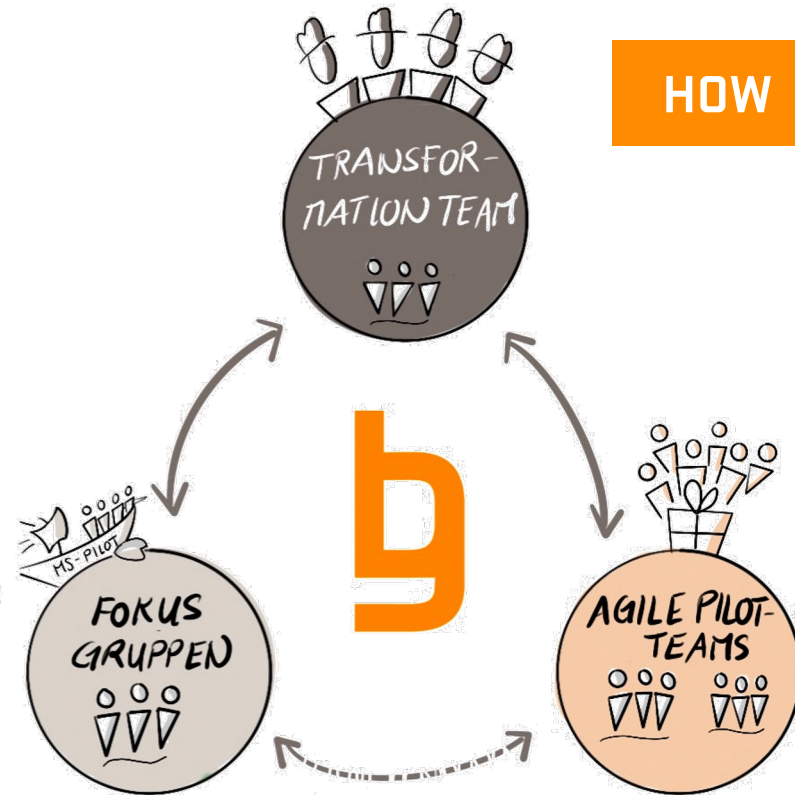 HOW
TRANSFOR-
MATION TEAM
MS-PILOT
FOKUS
GRUPPEN
AGILE PILOT-
TEAMS